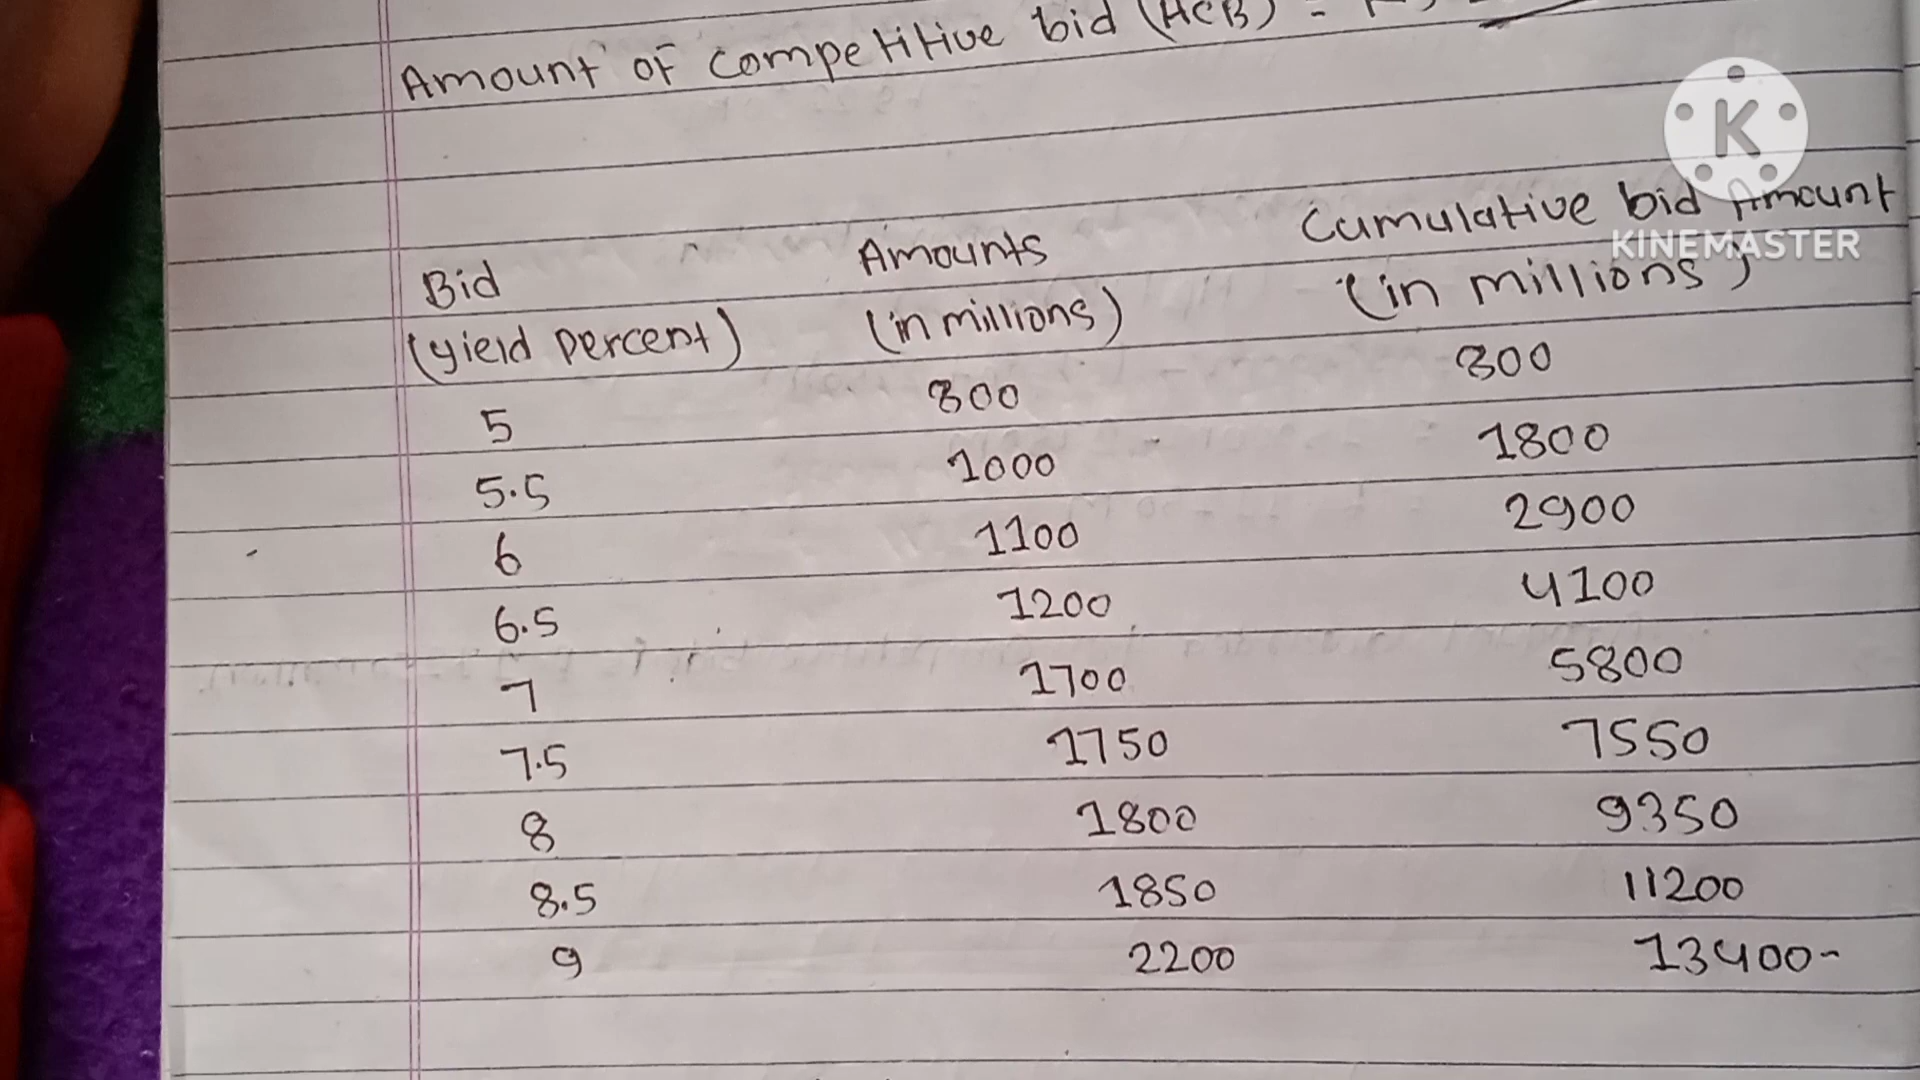 Amount of competitive bid (ACB) =
K
Cumulative bid Amount
KINEMASTER
Bid Amounts
(yield percent) (in millions) (in millions)
5 800 800
5.5 1000 1800
6 1100 2900
6.5 1200 4100
7 1700 5800
7.5 1750 7550
8 1800 9350
8.5 1850 11200
9 2200 13400-